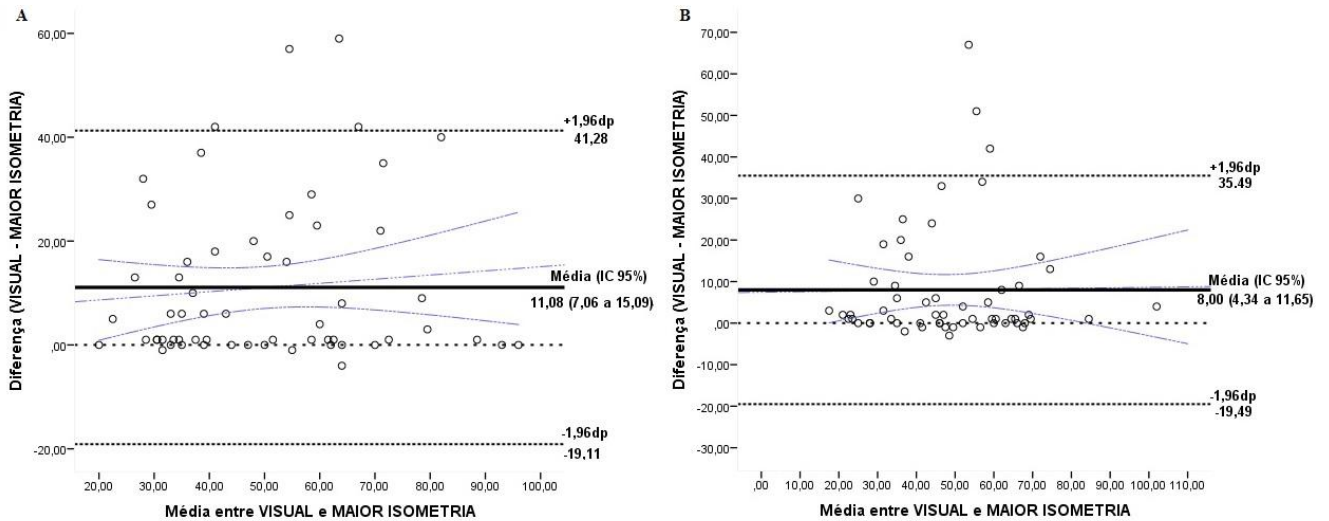 A
Diferença (VISUAL - MAIOR ISOMETRIA)
60,00
40,00
20,00
,00
-20,00
+1,96dp
41,28
Média (IC 95%)
11,08 (7,06 a 15,09)
-1,96dp
-19,11
20,00 30,00 40,00 50,00 60,00 70,00 80,00 90,00 100,00
Média entre VISUAL e MAIOR ISOMETRIA
B
Diferença (VISUAL - MAIOR ISOMETRIA)
70,00
60,00
50,00
40,00
30,00
20,00
10,00
,00
-10,00
-20,00
-30,00
+1,96dp
35.49
Média (IC 95%)
8,00 (4,34 a 11,65)
-1,96dp
-19,49
,00 10,00 20,00 30,00 40,00 50,00 60,00 70,00 80,00 90,00 100,00 110,00
Média entre VISUAL e MAIOR ISOMETRIA